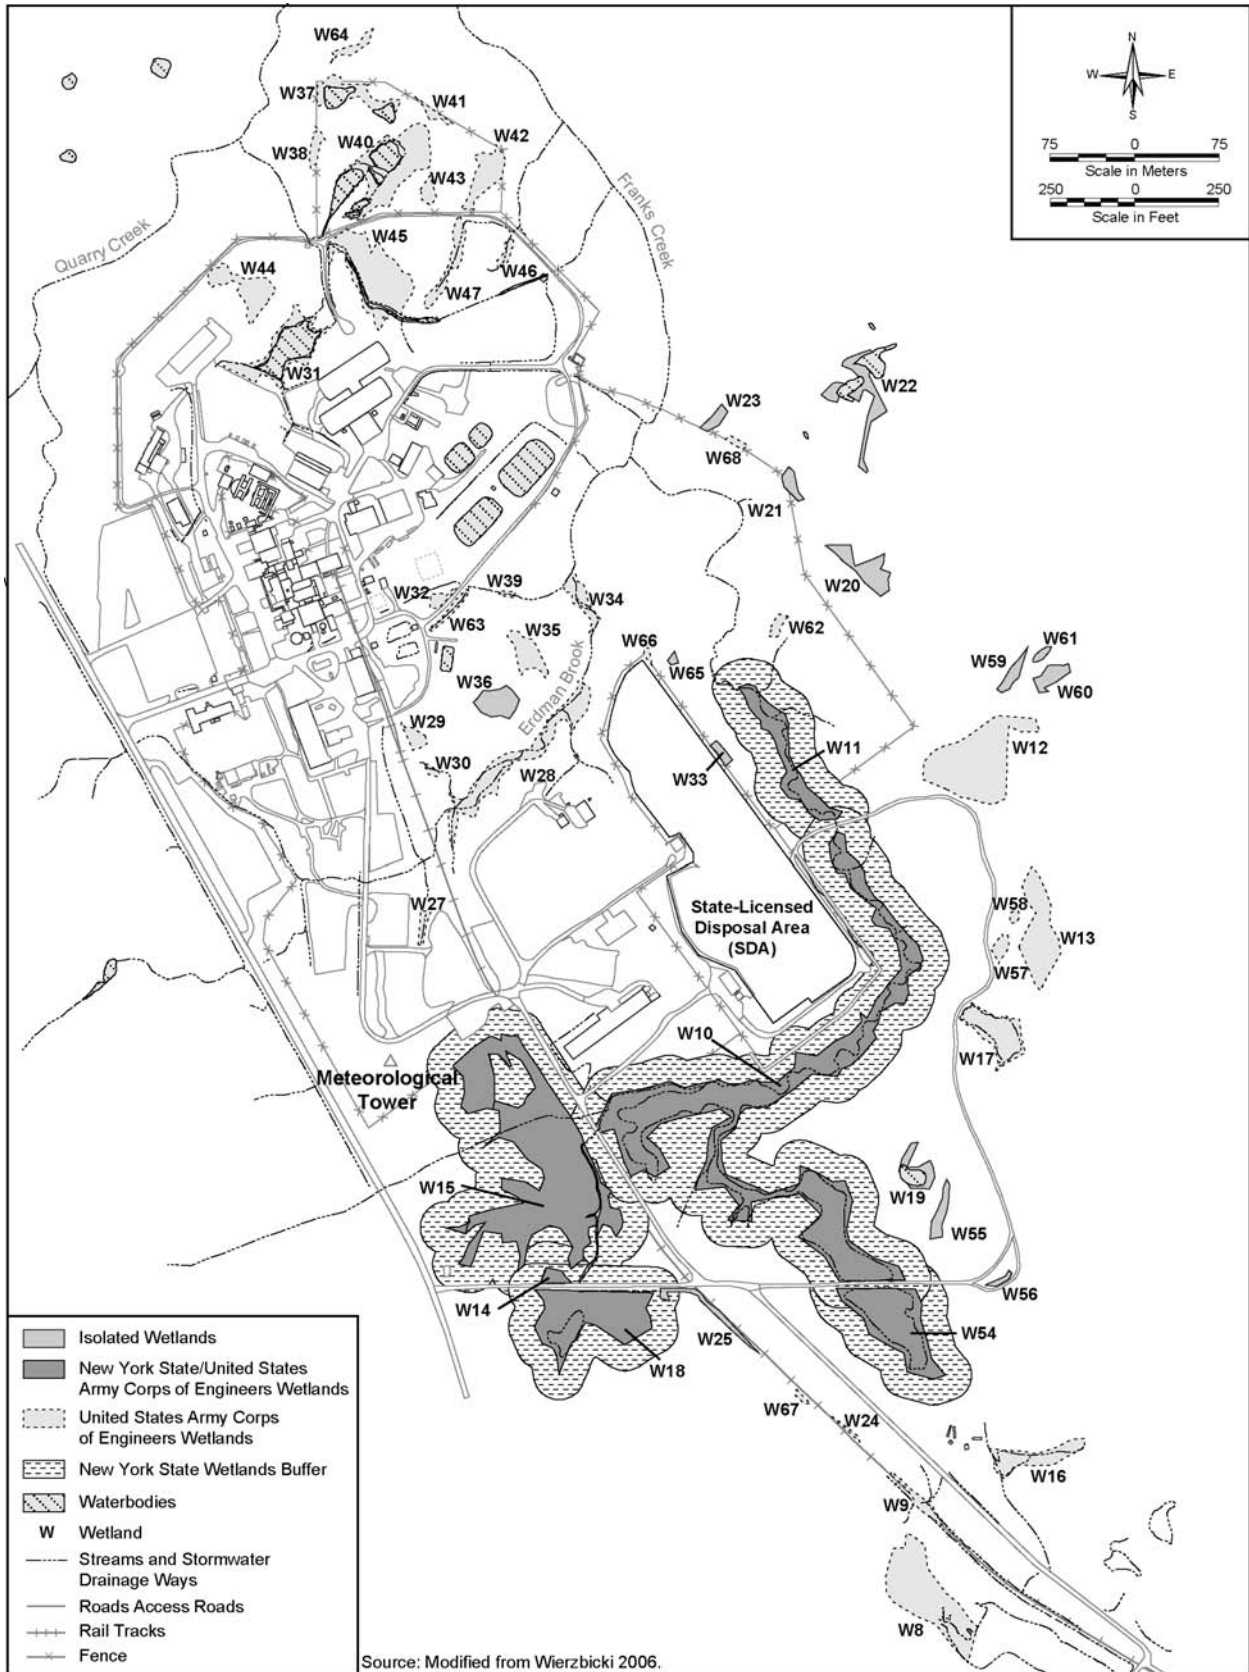 W64
N
W E
S
75 0 75
Scale in Meters
250 0 250
Scale in Feet
W37
W41
W40
W42
W38
W43
Franks Creek
Quarry Creek
W45
W44
W46
W47
W31
W22
W23
W68
W21
W20
W39
W32
W34
W63
W35
W62
W66
W61
W59
W65
W60
W36
Erdman Brook
W29
W12
W11
W30
W28
W33
W27
W58
State-Licensed
Disposal Area
(SDA)
W13
W57
W10
W17
Meteorological
Tower
W15
W19
W55
W14
W56
W25
W54
W18
W67
W24
W16
W9
W8
Isolated Wetlands
New York State/United States
Army Corps of Engineers Wetlands
United States Army Corps
of Engineers Wetlands
New York State Wetlands Buffer
Waterbodies
W Wetland
Streams and Stormwater
Drainage Ways
Roads Access Roads
Rail Tracks
Fence
Source: Modified from Wierzbicki 2006.